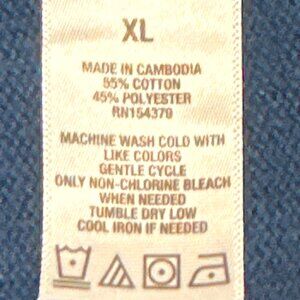 XL
MADE IN CAMBODIA
55% COTTON
45% POLYESTER
RN154379
MACHINE WASH COLD WITH
LIKE COLORS
GENTLE CYCLE
ONLY NON-CHLORINE BLEACH
WHEN NEEDED
TUMBLE DRY LOW
COOL IRON IF NEEDED